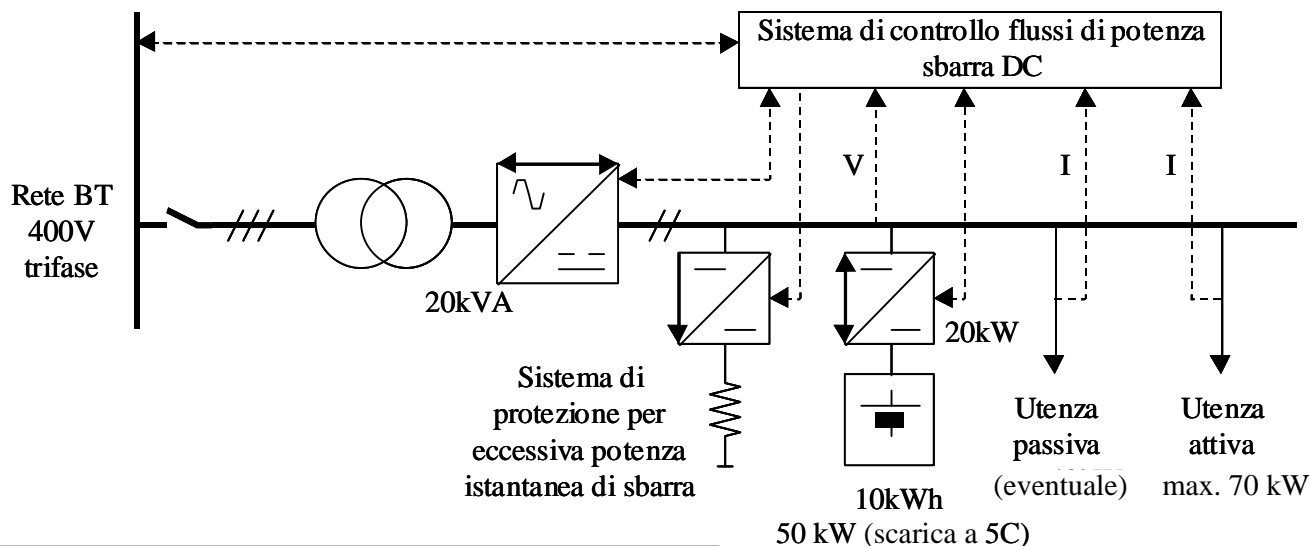 Sistema di controllo flussi di potenza
sbarra DC
V
I
I
Rete BT
400V
trifase
20kVA
20kW
Sistema di
protezione per
eccessiva potenza
istantanea di sbarra
10kWh
50 kW (scarica a 5C)
Utenza
passiva
(eventuale)
Utenza
attiva
max. 70 kW